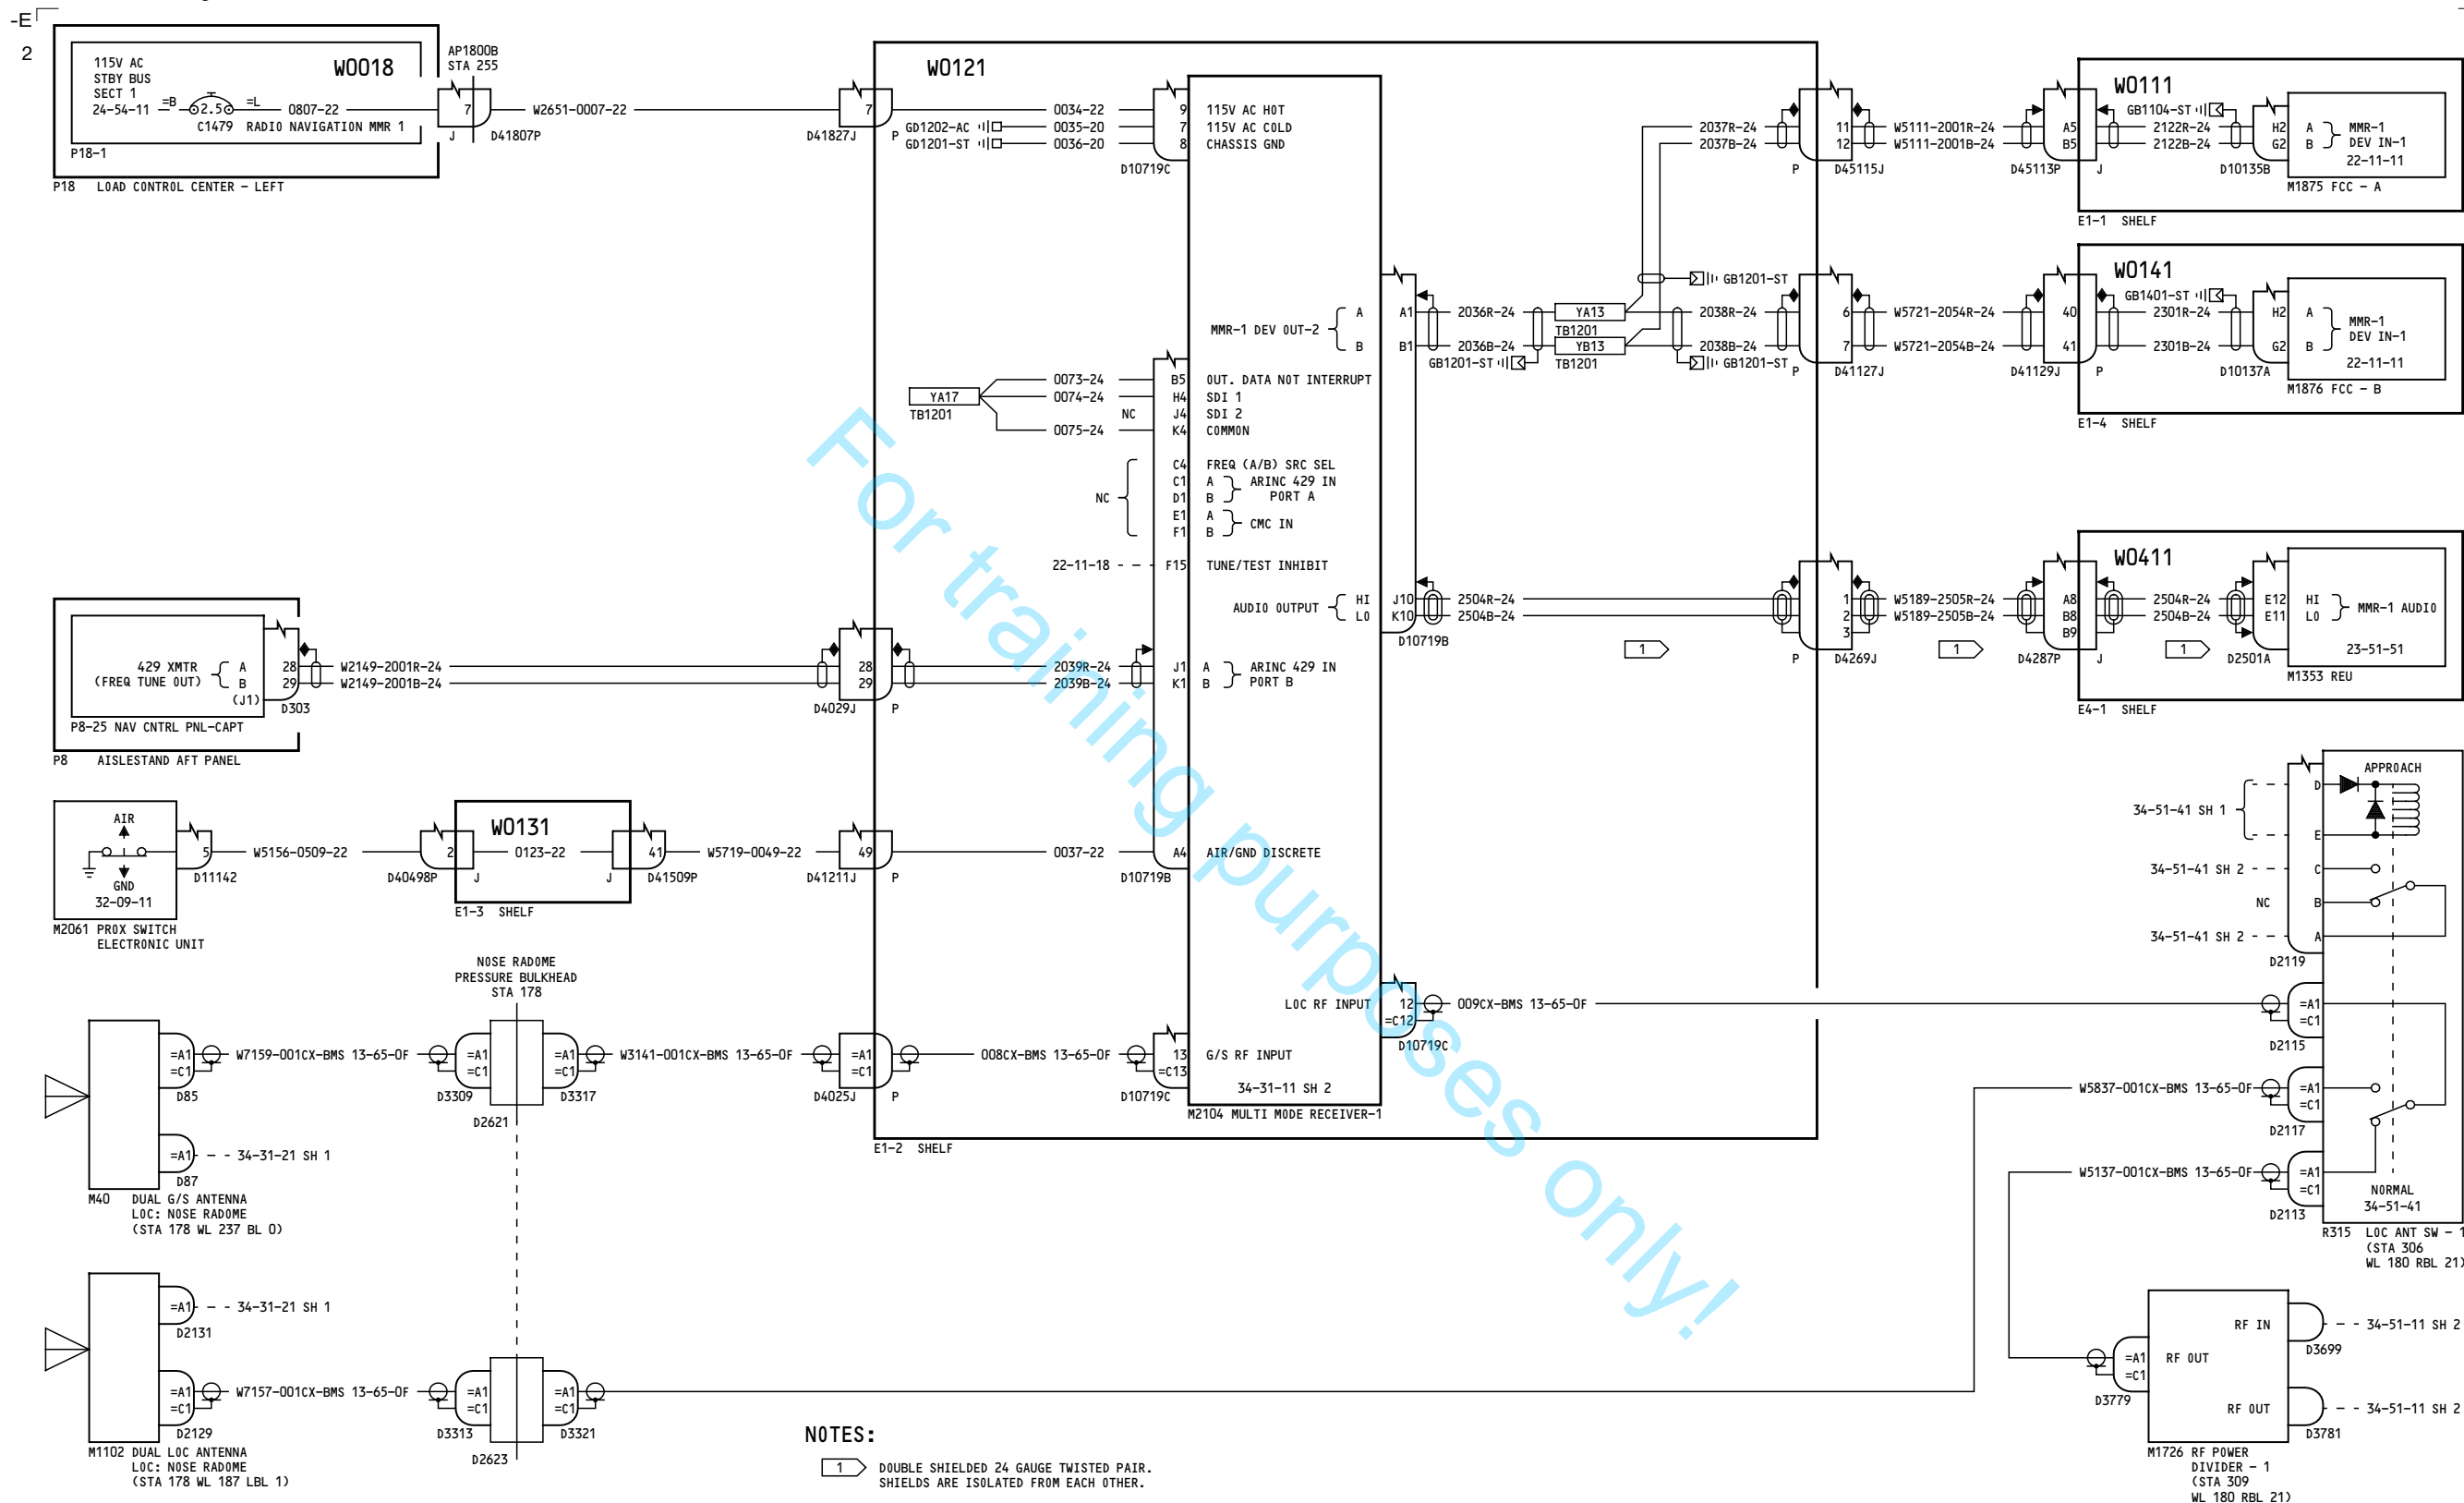 -E
2
115V AC
STBY BUS
SECT 1
24-54-11
=B
2.5
=L
0807-22
C1479 RADIO NAVIGATION MMR 1
W0018
P18-1
P18 LOAD CONTROL CENTER - LEFT
AP1800B
STA 255
7
J
D41807P
W2651-0007-22
7
D41827J
P
W0121
GD1202-AC
GD1201-ST
0034-22
0035-20
0036-20
9
7
8
D10719C
115V AC HOT
115V AC COLD
CHASSIS GND
2037R-24
2037B-24
11
12
P
D45115J
W5111-2001R-24
W5111-2001B-24
A5
B5
D45113P
J
W0111
GB1104-ST
2122R-24
2122B-24
H2
G2
D10135B
A
B
MMR-1
DEV IN-1
22-11-11
M1875 FCC - A
E1-1 SHELF
MMR-1 DEV OUT-2
A
B
A1
B1
2036R-24
2036B-24
GB1201-ST
YA13
TB1201
YB13
TB1201
GB1201-ST
2038R-24
2038B-24
GB1201-ST
6
7
P
D41127J
W5721-2054R-24
W5721-2054B-24
40
41
D41129J
P
W0141
GB1401-ST
2301R-24
2301B-24
H2
G2
D10137A
A
B
MMR-1
DEV IN-1
22-11-11
M1876 FCC - B
E1-4 SHELF
YA17
TB1201
0073-24
0074-24
NC
0075-24
B5
H4
J4
K4
OUT. DATA NOT INTERRUPT
SDI 1
SDI 2
COMMON
NC
C4
C1
D1
E1
F1
FREQ (A/B) SRC SEL
A
B
ARINC 429 IN
PORT A
A
B
CMC IN
22-11-18
F15
TUNE/TEST INHIBIT
AUDIO OUTPUT
HI
LO
J10
K10
D10719B
2504R-24
2504B-24
1
1
2
3
P
D4269J
W5189-2505R-24
W5189-2505B-24
1
A8
B8
B9
D4287P
J
W0411
2504R-24
2504B-24
1
E12
E11
D2501A
HI
LO
MMR-1 AUDIO
23-51-51
M1353 REU
E4-1 SHELF
429 XMTR
(FREQ TUNE OUT)
A
B
(J1)
28
29
D303
P8-25 NAV CNTRL PNL-CAPT
P8 AISLESTAND AFT PANEL
W2149-2001R-24
W2149-2001B-24
28
29
D4029J
P
2039R-24
2039B-24
J1
K1
A
B
ARINC 429 IN
PORT B
AIR
GND
32-09-11
M2061 PROX SWITCH
ELECTRONIC UNIT
5
D11142
W5156-0509-22
2
D40498P
J
W0131
0123-22
41
J
D41509P
E1-3 SHELF
W5719-0049-22
49
D41211J
P
0037-22
A4
D10719B
AIR/GND DISCRETE
34-51-41 SH 1
D
E
APPROACH
34-51-41 SH 2
C
NC
B
34-51-41 SH 2
A
D2119
NOSE RADOME
PRESSURE BULKHEAD
STA 178
LOC RF INPUT
12
=C12
D10719C
009CX-BMS 13-65-0F
=A1
=C1
D2115
=A1
=C1
D85
W7159-001CX-BMS 13-65-0F
=A1
=C1
D3309
D2621
=A1
=C1
D3317
W3141-001CX-BMS 13-65-0F
=A1
=C1
D4025J
P
008CX-BMS 13-65-0F
13
=C13
D10719C
G/S RF INPUT
34-31-11 SH 2
M2104 MULTI MODE RECEIVER-1
E1-2 SHELF
W5837-001CX-BMS 13-65-0F
=A1
=C1
D2117
=A1
34-31-21 SH 1
D87
M40 DUAL G/S ANTENNA
LOC: NOSE RADOME
(STA 178 WL 237 BL 0)
W5137-001CX-BMS 13-65-0F
=A1
=C1
D2113
NORMAL
34-51-41
R315 LOC ANT SW - 1
(STA 306
WL 180 RBL 21)
=A1
34-31-21 SH 1
D2131
=A1
=C1
D2129
M1102 DUAL LOC ANTENNA
LOC: NOSE RADOME
(STA 178 WL 187 LBL 1)
W7157-001CX-BMS 13-65-0F
=A1
=C1
D3313
D2623
=A1
=C1
D3321
=A1
=C1
D3779
RF OUT
RF IN
D3699
34-51-11 SH 2
RF OUT
D3781
34-51-11 SH 2
M1726 RF POWER
DIVIDER - 1
(STA 309
WL 180 RBL 21)
NOTES:
1 DOUBLE SHIELDED 24 GAUGE TWISTED PAIR.
SHIELDS ARE ISOLATED FROM EACH OTHER.
For training purposes only!